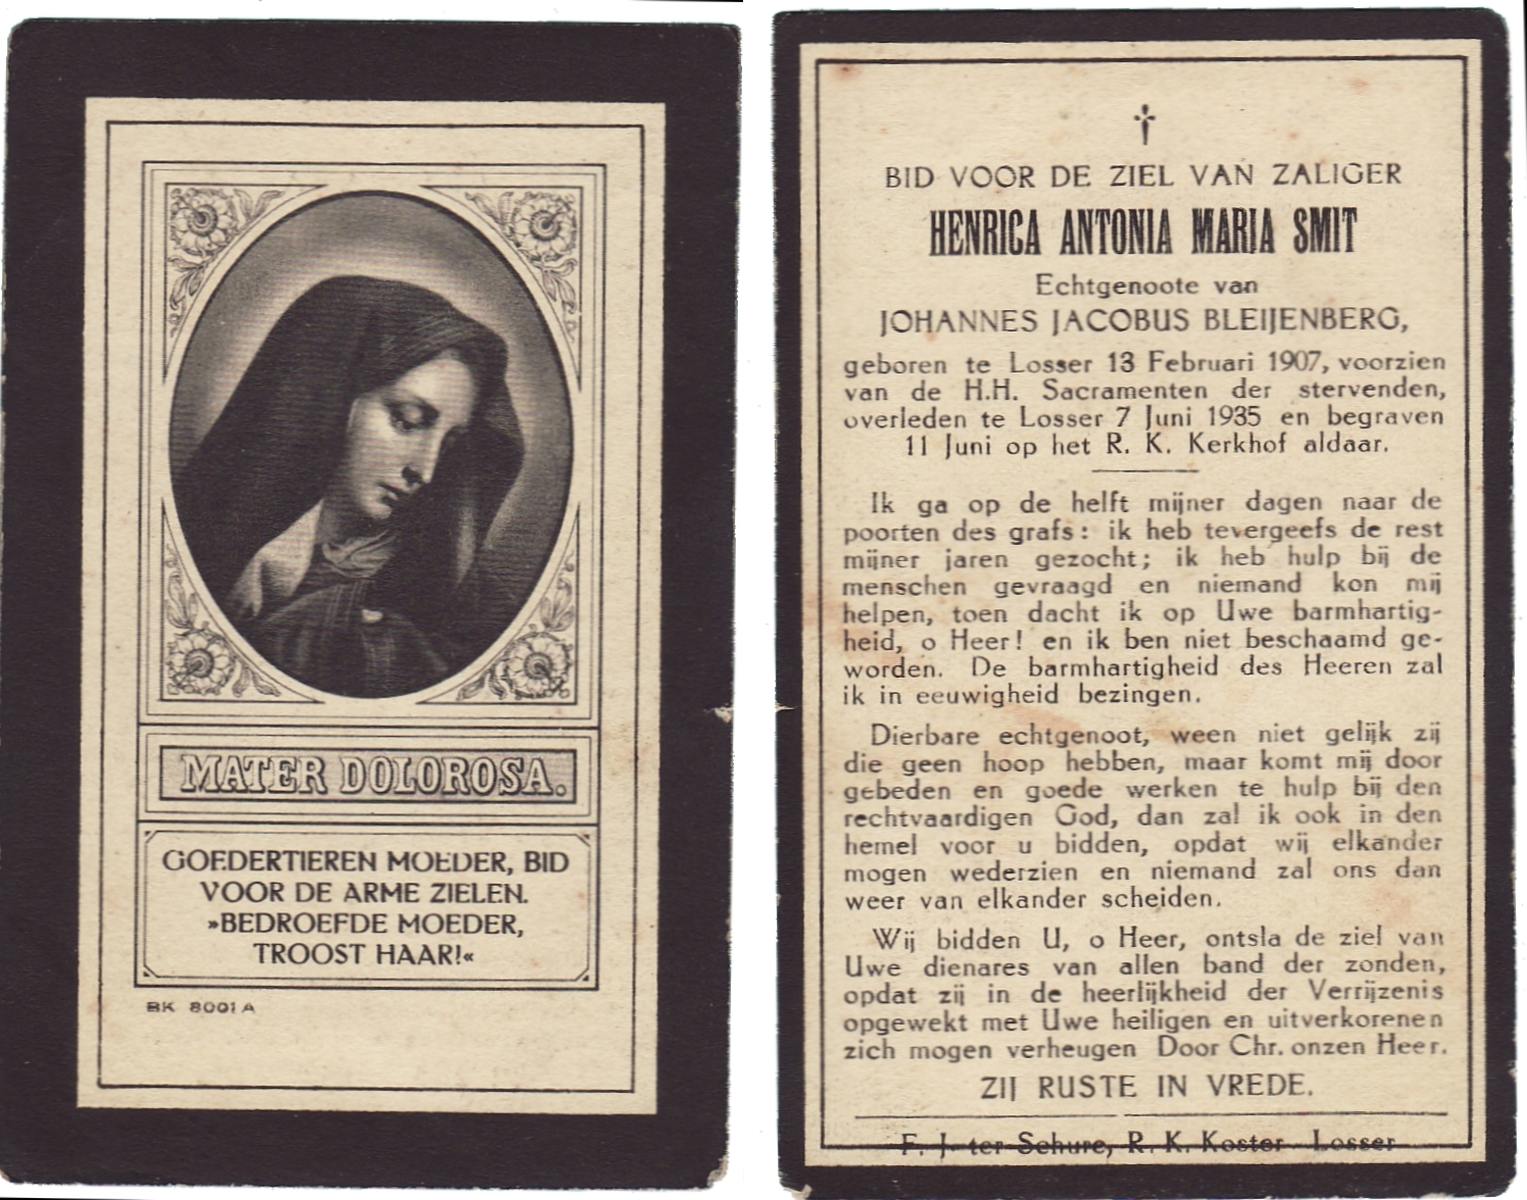 MATER DOLOROSA.
GOEDERTIEREN MOEDER, BID
VOOR DE ARME ZIELEN.
»BEDROEFDE MOEDER,
TROOST HAAR!«
BK 8001 A
BID VOOR DE ZIEL VAN ZALIGER
HENRICA ANTONIA MARIA SMIT
Echtgenoote van
JOHANNES JACOBUS BLEIJENBERG,
geboren te Losser 13 Februari 1907, voorzien
van de H.H. Sacramenten der stervenden,
overleden te Losser 7 Juni 1935 en begraven
11 Juni op het R. K. Kerkhof aldaar.
Ik ga op de helft mijner dagen naar de
poorten des grafs: ik heb tevergeefs de rest
mijner jaren gezocht; ik heb hulp bij de
menschen gevraagd en niemand kon mij
helpen, toen dacht ik op Uwe barmhartig-
heid, o Heer! en ik ben niet beschaamd ge-
worden. De barmhartigheid des Heeren zal
ik in eeuwigheid bezingen.
Dierbare echtgenoot, ween niet gelijk zij
die geen hoop hebben, maar komt mij door
gebeden en goede werken te hulp bij den
rechtvaardigen God, dan zal ik ook in den
hemel voor u bidden, opdat wij elkander
mogen wederzien en niemand zal ons dan
weer van elkander scheiden.
Wij bidden U, o Heer, ontsla de ziel van
Uwe dienares van allen band der zonden,
opdat zij in de heerlijkheid der Verrijzenis
opgewekt met Uwe heiligen en uitverkorenen
zich mogen verheugen Door Chr. onzen Heer.
ZIJ RUSTE IN VREDE.
F. J. ter Schure, R. K. Koster Losser